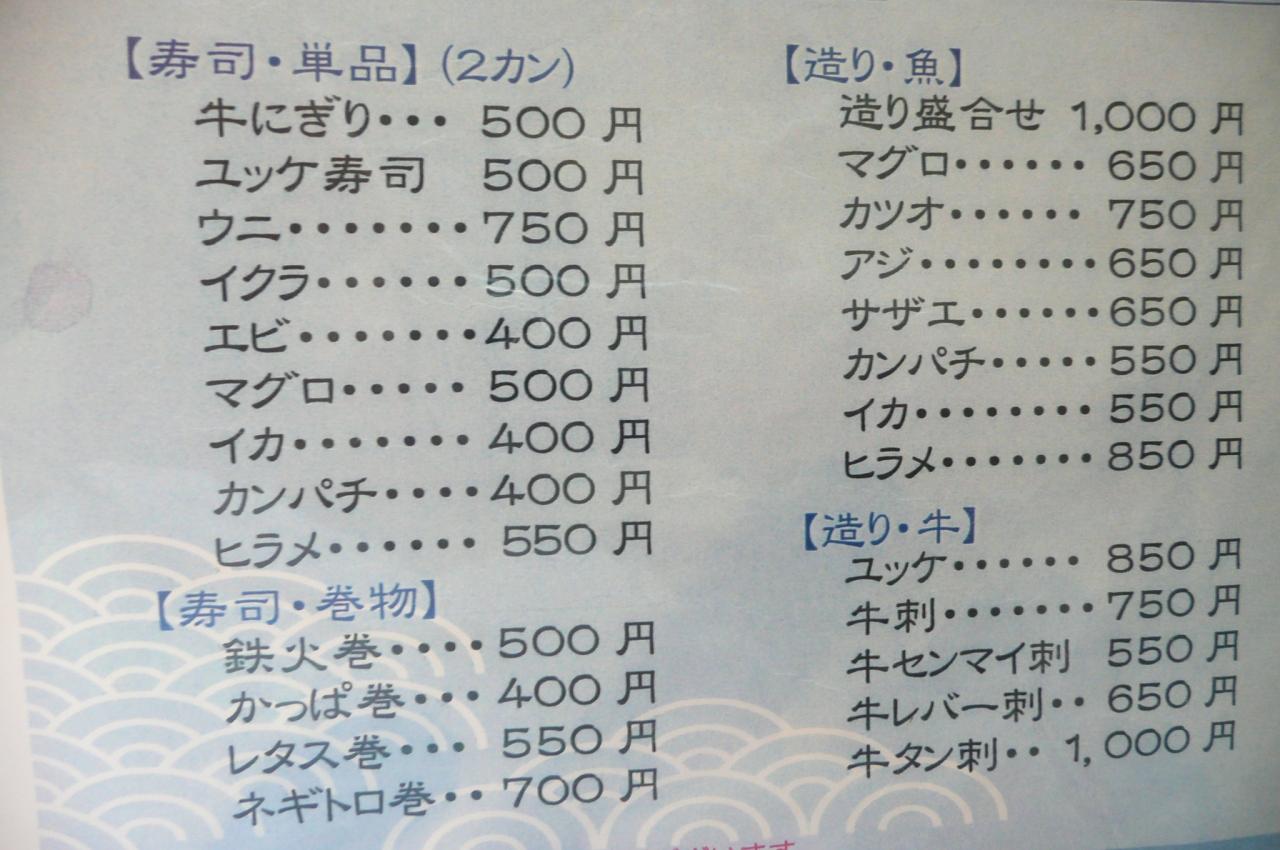 【寿司・単品】(2カン)
牛にぎり・・・ 500 円
ユッケ寿司 500 円
ウニ・・・・・・・750 円
イクラ・・・・・・500 円
エビ・・・・・・・400 円
マグロ・・・・・ 500 円
イカ・・・・・・・400 円
カンパチ・・・・400 円
ヒラメ・・・・・・ 550 円
【寿司・巻物】
鉄火巻・・・・500 円
かっぱ巻・・・ 400 円
レタス巻・・・ 550 円
ネギトロ巻・・700 円
【造り・魚】
造り盛合せ 1,000 円
マグロ・・・・・・ 650 円
カツオ・・・・・・ 750 円
アジ・・・・・・・・650 円
サザエ・・・・・・650 円
カンパチ・・・・・550 円
イカ・・・・・・・・ 550 円
ヒラメ・・・・・・・850 円
【造り・牛】
ユッケ・・・・・・ 850 円
牛刺・・・・・・・750 円
牛センマイ刺 550 円
牛レバー刺・・ 650 円
牛タン刺・・ 1,000 円